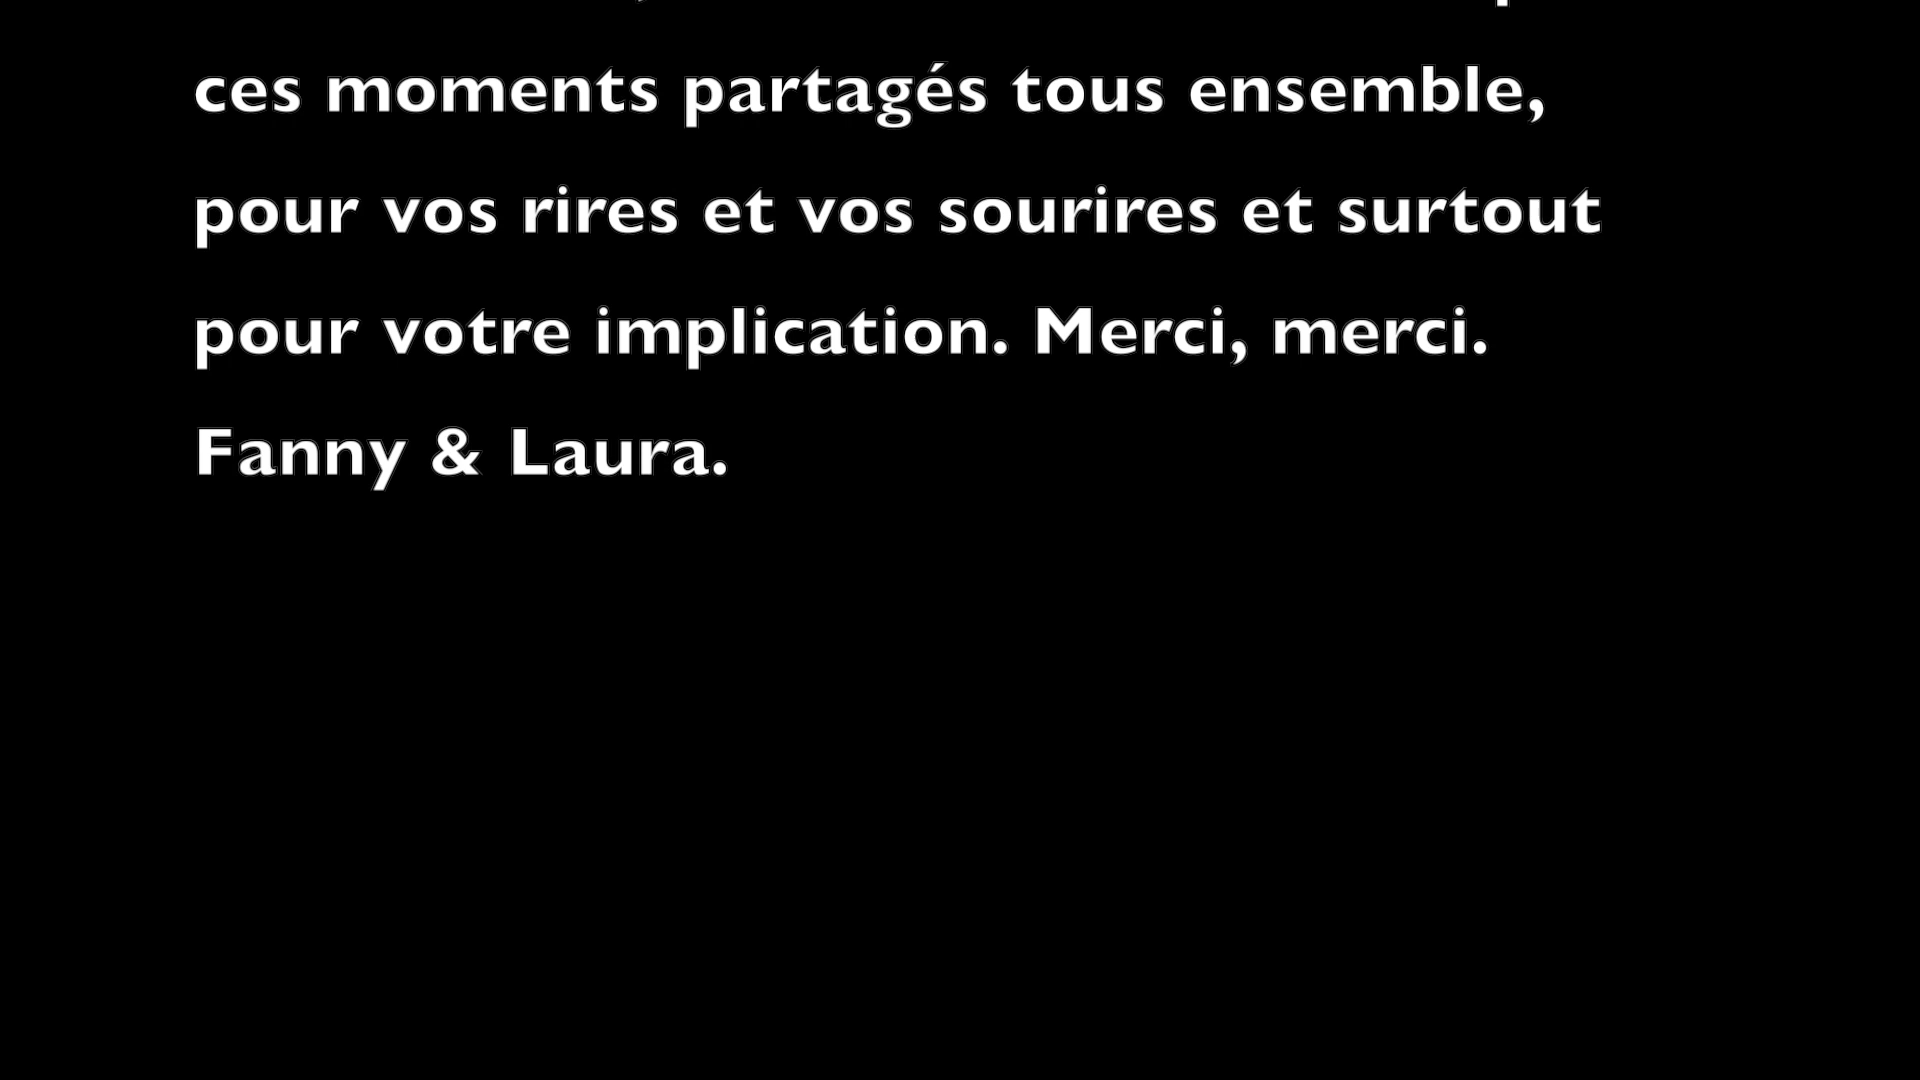 ces moments partagés tous ensemble,
pour vos rires et vos sourires et surtout
pour votre implication. Merci, merci.
Fanny & Laura.